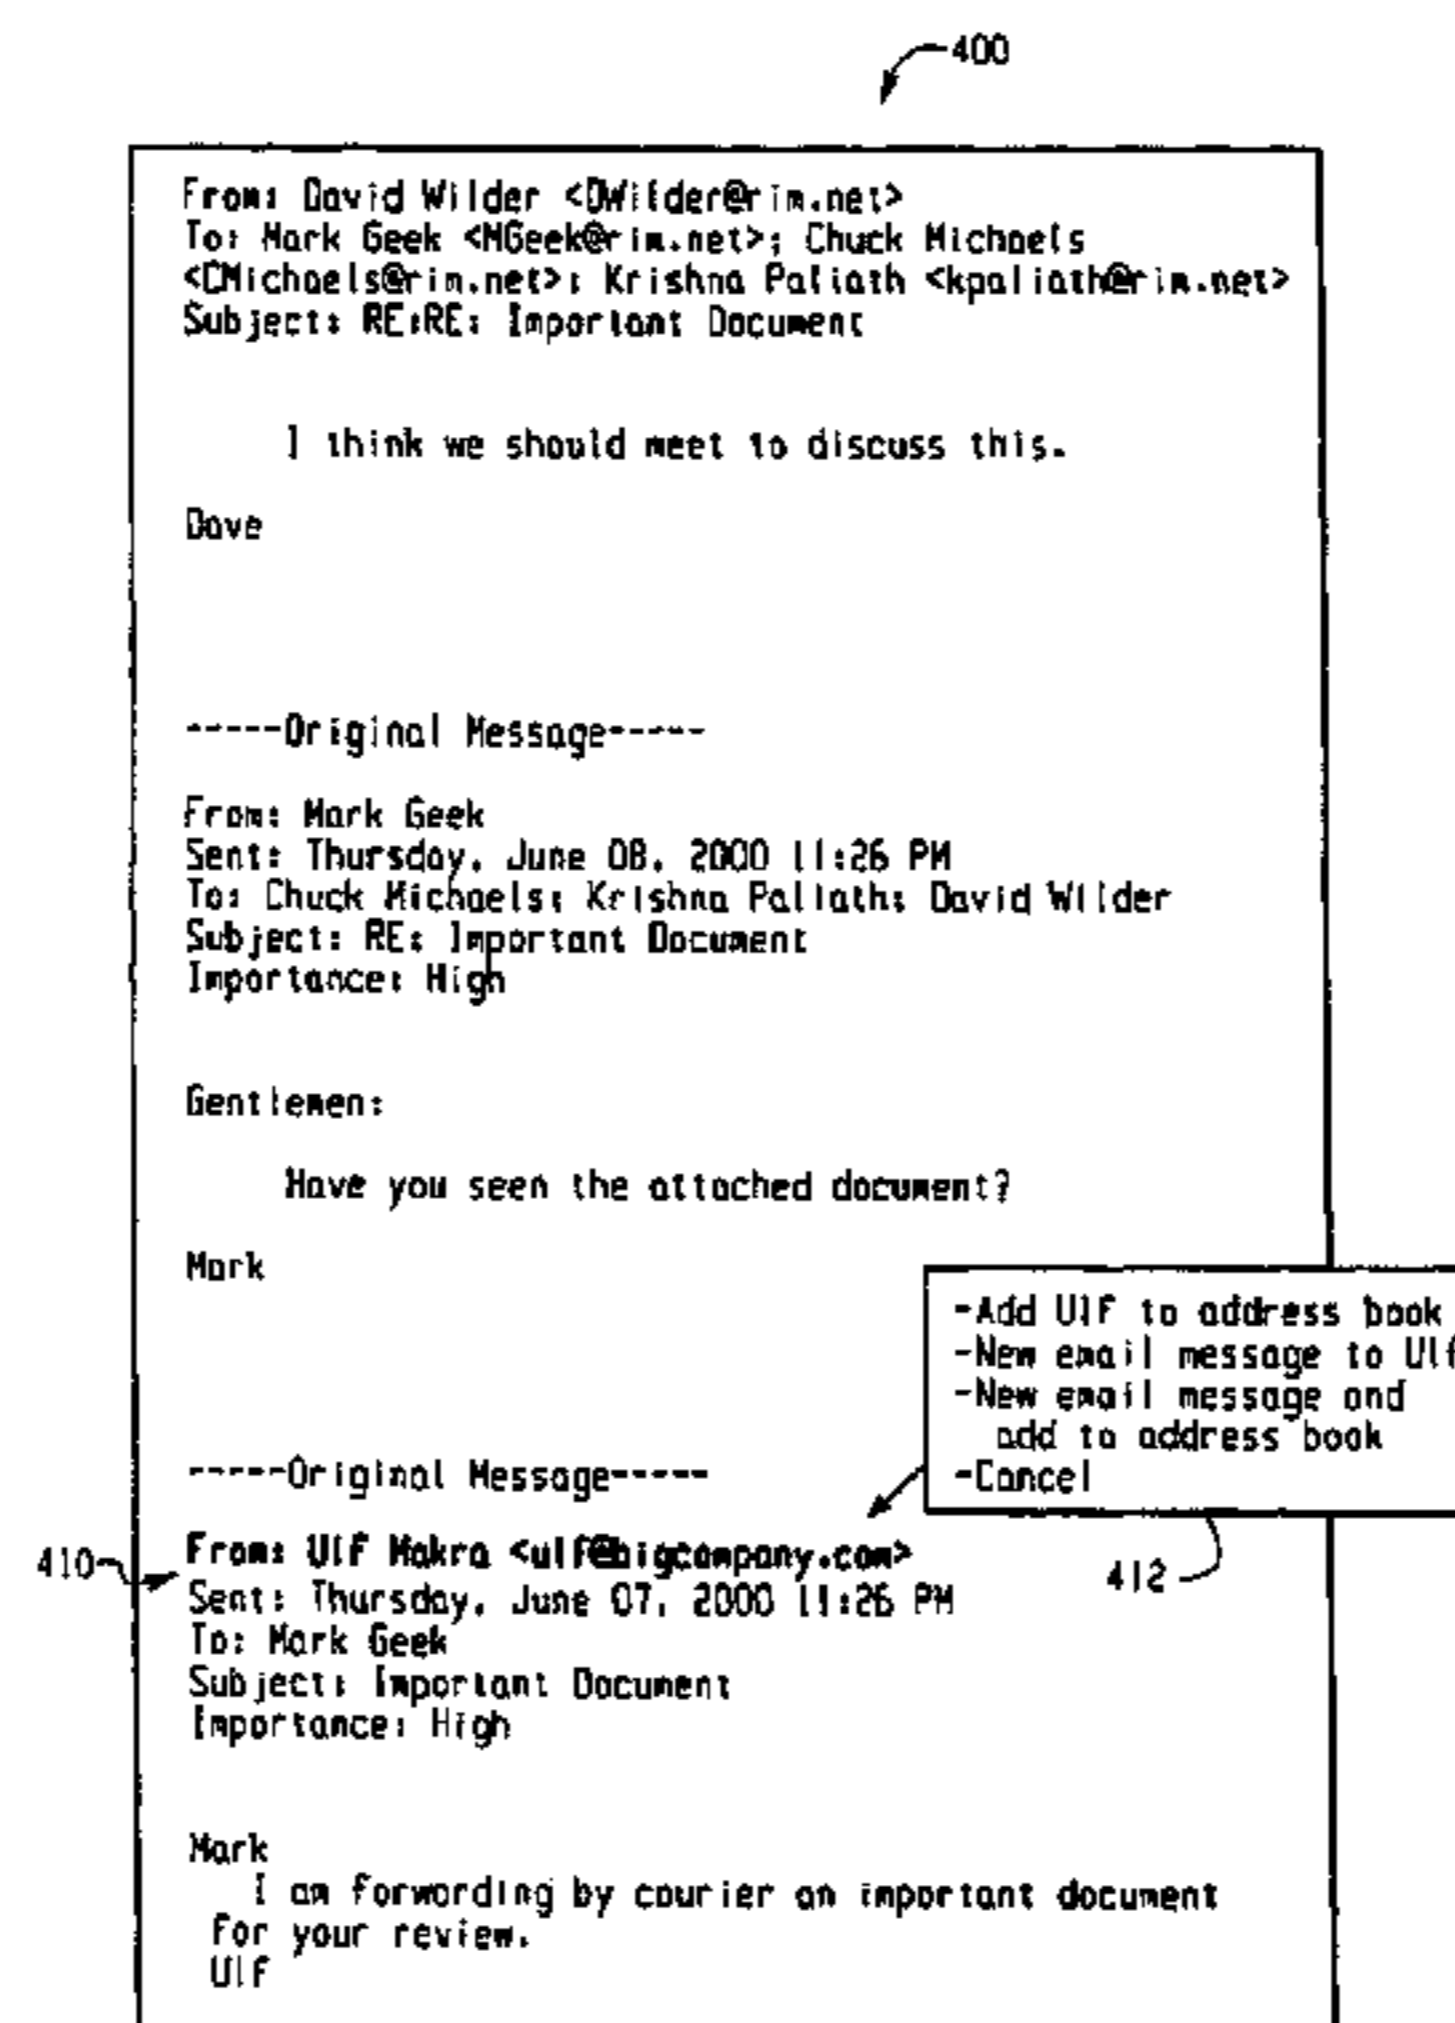 400
From: David Wilder <DWilder@rim.net>
To: Mark Geek <MGeek@rim.net>; Chuck Michaels
<CMichaels@rim.net>; Krishna Paliath <kpaliath@rim.net>
Subject: RE:RE: Important Document
I think we should meet to discuss this.
Dave
-----Original Message-----
From: Mark Geek
Sent: Thursday, June 08, 2000 11:26 PM
To: Chuck Michaels; Krishna Paliath; David Wilder
Subject: RE: Important Document
Importance: High
Gentlemen:
Have you seen the attached document?
Mark
-Add Ulf to address book
-New email message to Ulf
-New email message and
add to address book
-Cancel
-----Original Message-----
410
From: Ulf Makra <ulf@bigcompany.com>
412
Sent: Thursday, June 07, 2000 11:26 PM
To: Mark Geek
Subject: Important Document
Importance: High
Mark
I am forwarding by courier an important document
for your review.
Ulf